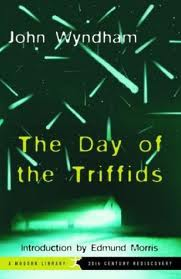 John Wyndham
The Day of
the Triffids
Introduction by Edmund Morris
A MODERN LIBRARY 20TH CENTURY REDISCOVERY